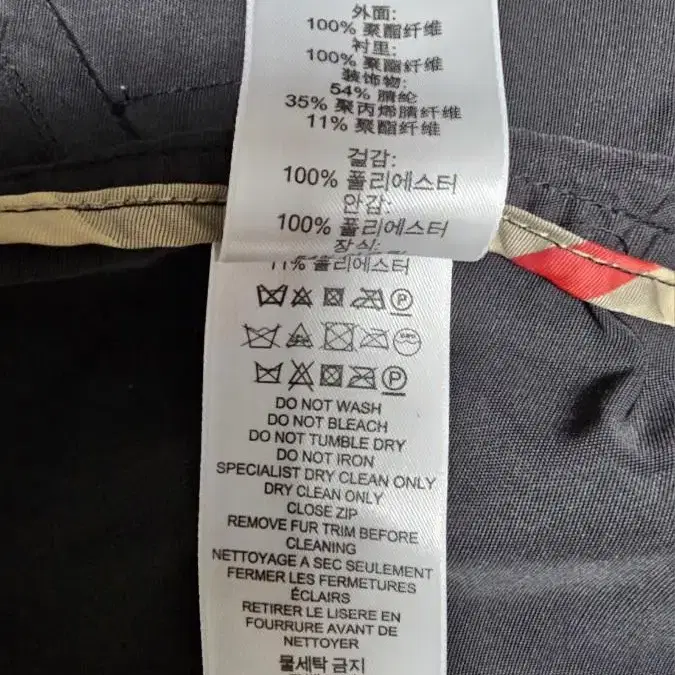 外面:
100% 聚酯纤维
衬里:
100% 聚酯纤维
装饰物:
54% 腈纶
35% 聚丙烯腈纤维
11% 聚酯纤维
겉감:
100% 폴리에스터
안감:
100% 폴리에스터
장식:
11% 폴리에스터
DO NOT WASH
DO NOT BLEACH
DO NOT TUMBLE DRY
DO NOT IRON
SPECIALIST DRY CLEAN ONLY
DRY CLEAN ONLY
CLOSE ZIP
REMOVE FUR TRIM BEFORE
CLEANING
NETTOYAGE A SEC SEULEMENT
FERMER LES FERMETURES
ÉCLAIRS
RETIRER LE LISERE EN
FOURRURE AVANT DE
NETTOYER
물세탁 금지